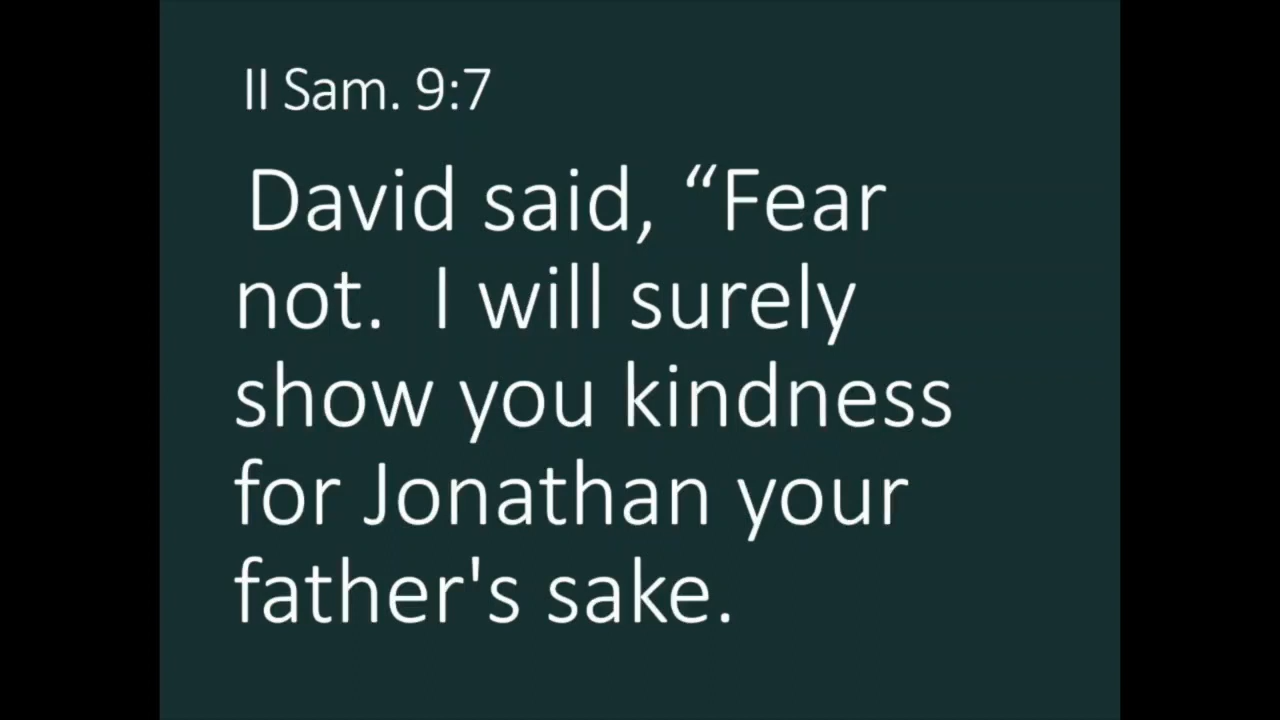 II Sam. 9:7
David said, “Fear
not.  I will surely
show you kindness
for Jonathan your
father's sake.